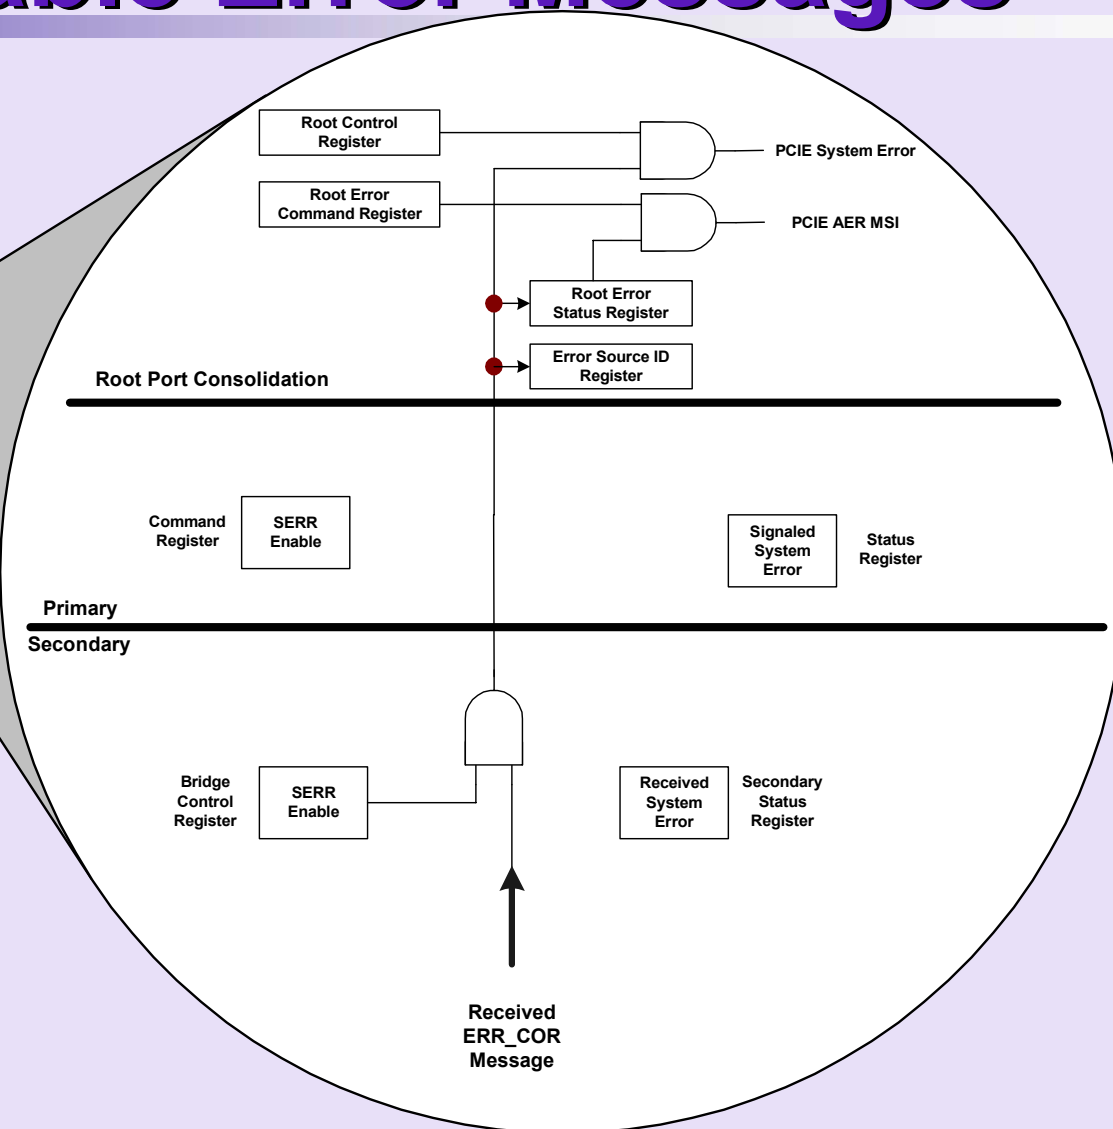 Error Messages
Root Control
Register
PCIE System Error
Root Error
Command Register
PCIE AER MSI
Root Error
Status Register
Error Source ID
Register
Root Port Consolidation
Command
Register
SERR
Enable
Signaled
System
Error
Status
Register
Primary
Secondary
Bridge
Control
Register
SERR
Enable
Received
System
Error
Secondary
Status
Register
Received
ERR_COR
Message